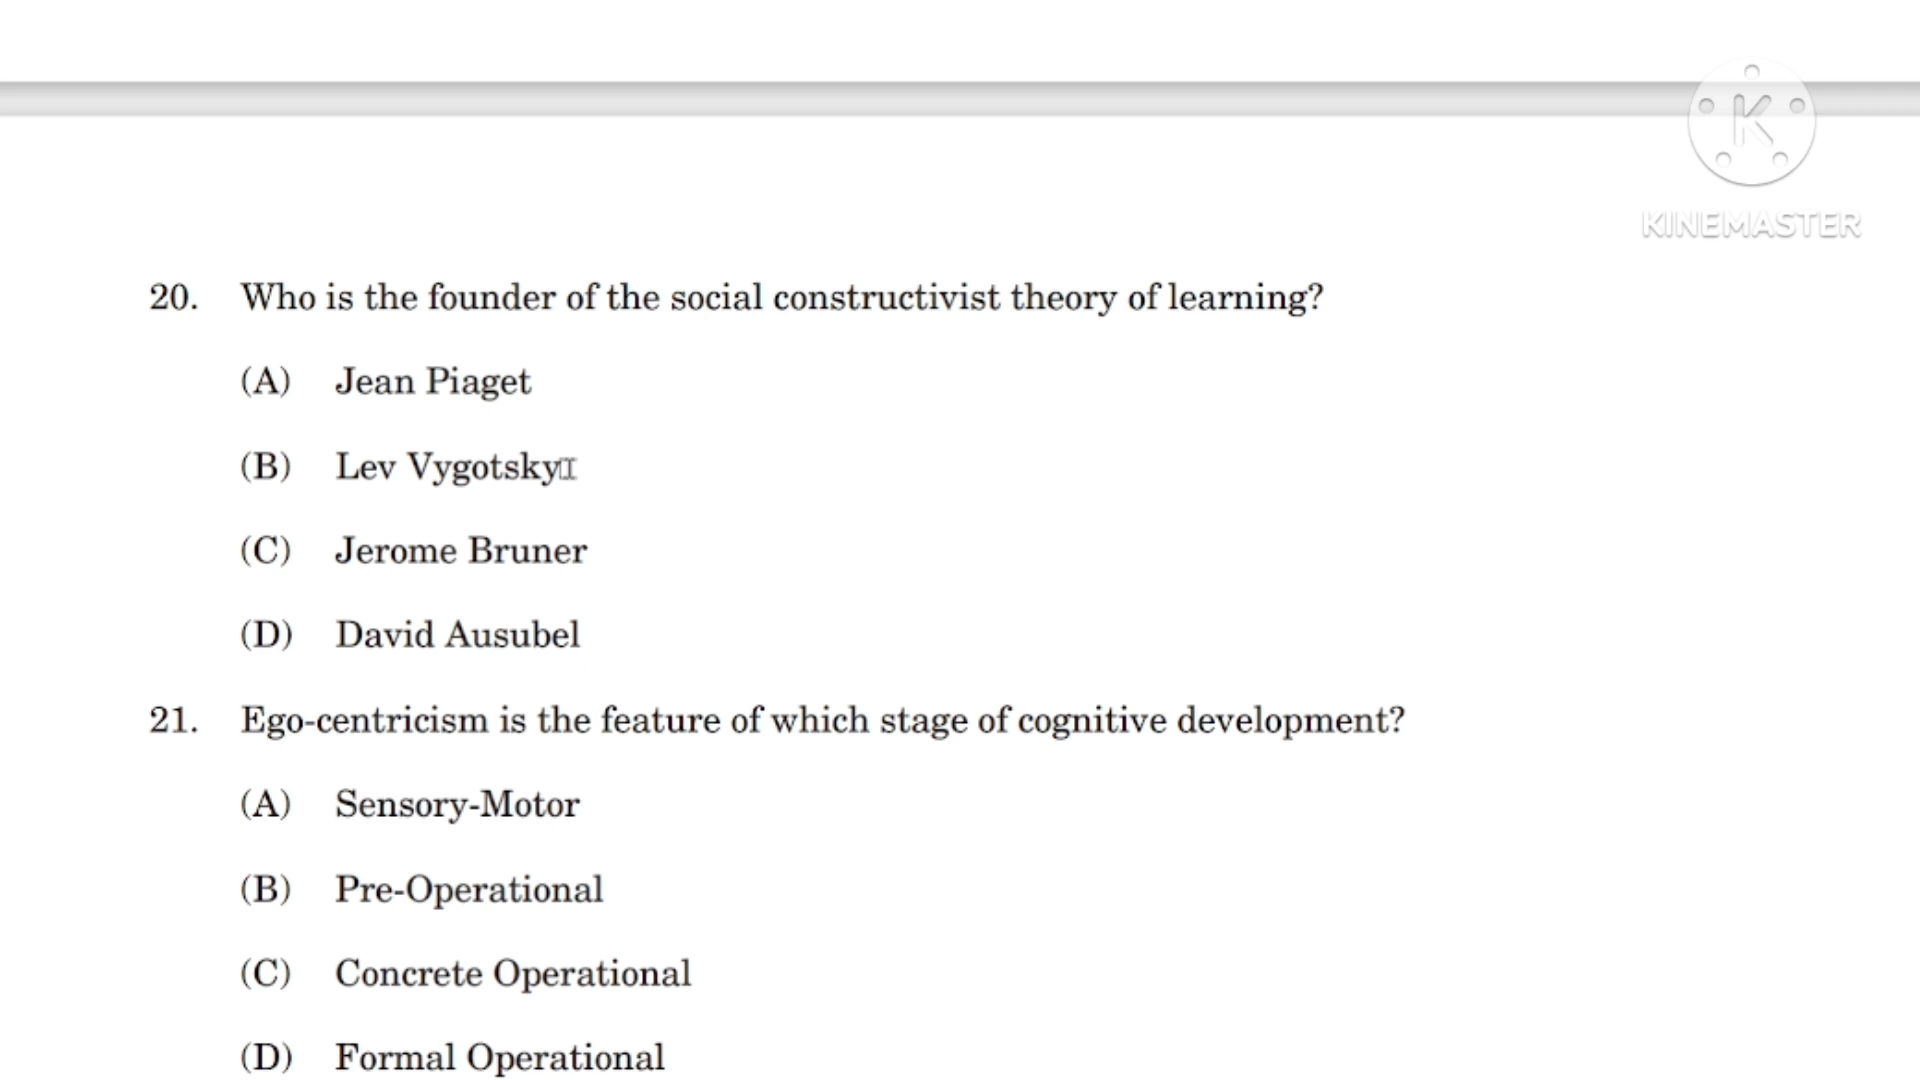 KINEMASTER
20. Who is the founder of the social constructivist theory of learning?
(A) Jean Piaget
(B) Lev Vygotsky
(C) Jerome Bruner
(D) David Ausubel
21. Ego-centricism is the feature of which stage of cognitive development?
(A) Sensory-Motor
(B) Pre-Operational
(C) Concrete Operational
(D) Formal Operational